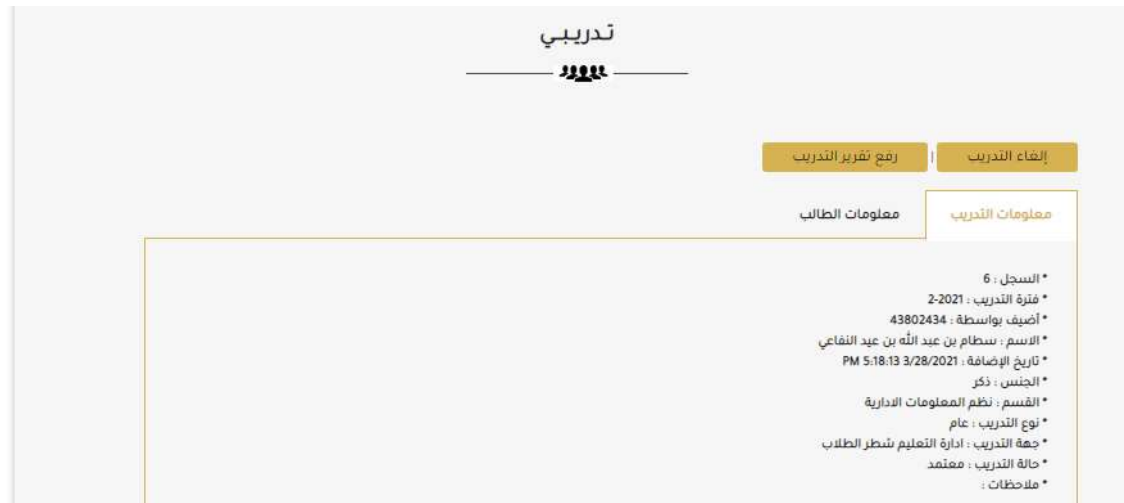 تدريبي
إلغاء التدريب | رفع تقرير التدريب
معلومات التدريب معلومات الطالب
* السجل : 6
* فترة التدريب : 2021-2
* أضيف بواسطة : 43802434
* الاسم : سطام بن عبد الله بن عيد النفاعي
* تاريخ الإضافة : 3/28/2021 5:18:13 PM
* الجنس : ذكر
* القسم : نظم المعلومات الادارية
* نوع التدريب : عام
* جهة التدريب : ادارة التعليم شطر الطلاب
* حالة التدريب : معتمد
* ملاحظات :